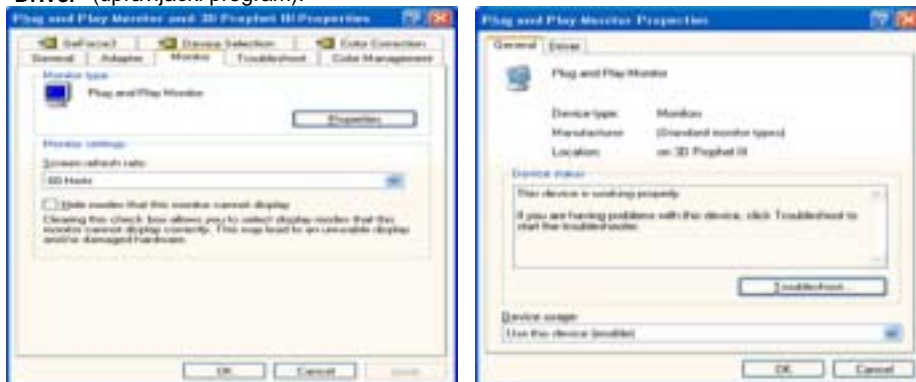 "Driver" (upravljački program).
Plug and Play Monitor and 3D Prophet III Properties
GeForce3 Device Selection Color Correction
General Adapter Monitor Troubleshoot Color Management
Monitor type
Plug and Play Monitor
Properties
Monitor settings
Screen refresh rate:
60 Hertz
Hide modes that this monitor cannot display
Clearing this check box allows you to select display modes that this
monitor cannot display correctly. This may lead to an unusable display
and/or damaged hardware.
OK Cancel Apply
Plug and Play Monitor Properties
General Driver
Plug and Play Monitor
Device type: Monitors
Manufacturer: (Standard monitor types)
Location: on 3D Prophet III
Device status
This device is working properly.
If you are having problems with this device, click Troubleshoot to
start the troubleshooter.
Troubleshoot...
Device usage:
Use this device (enable)
OK Cancel